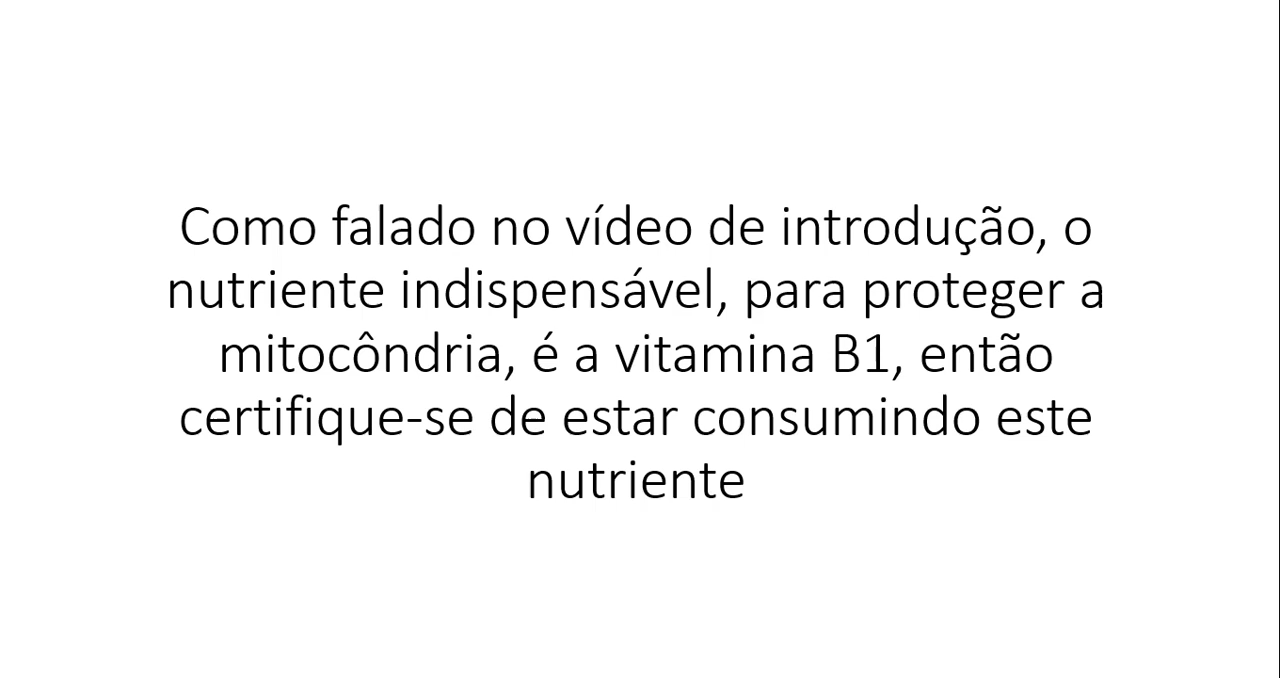 Como falado no vídeo de introdução, o
nutriente indispensável, para proteger a
mitocôndria, é a vitamina B1, então
certifique-se de estar consumindo este
nutriente